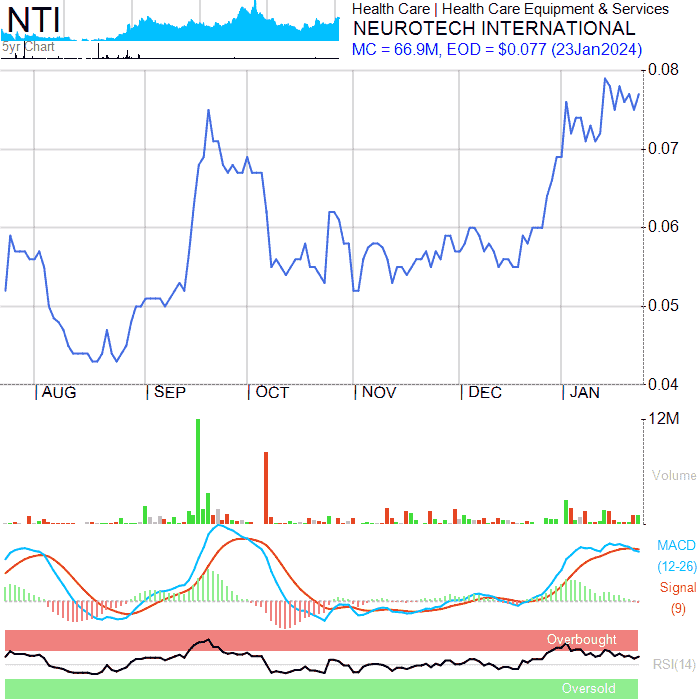 NTI
5yr Chart
Health Care | Health Care Equipment & Services
NEUROTECH INTERNATIONAL
MC = 66.9M, EOD = $0.077 (23Jan2024)
0.08
0.07
0.06
0.05
0.04
AUG
SEP
OCT
NOV
DEC
JAN
12M
Volume
MACD
(12-26)
Signal
(9)
Overbought
RSI(14)
Oversold